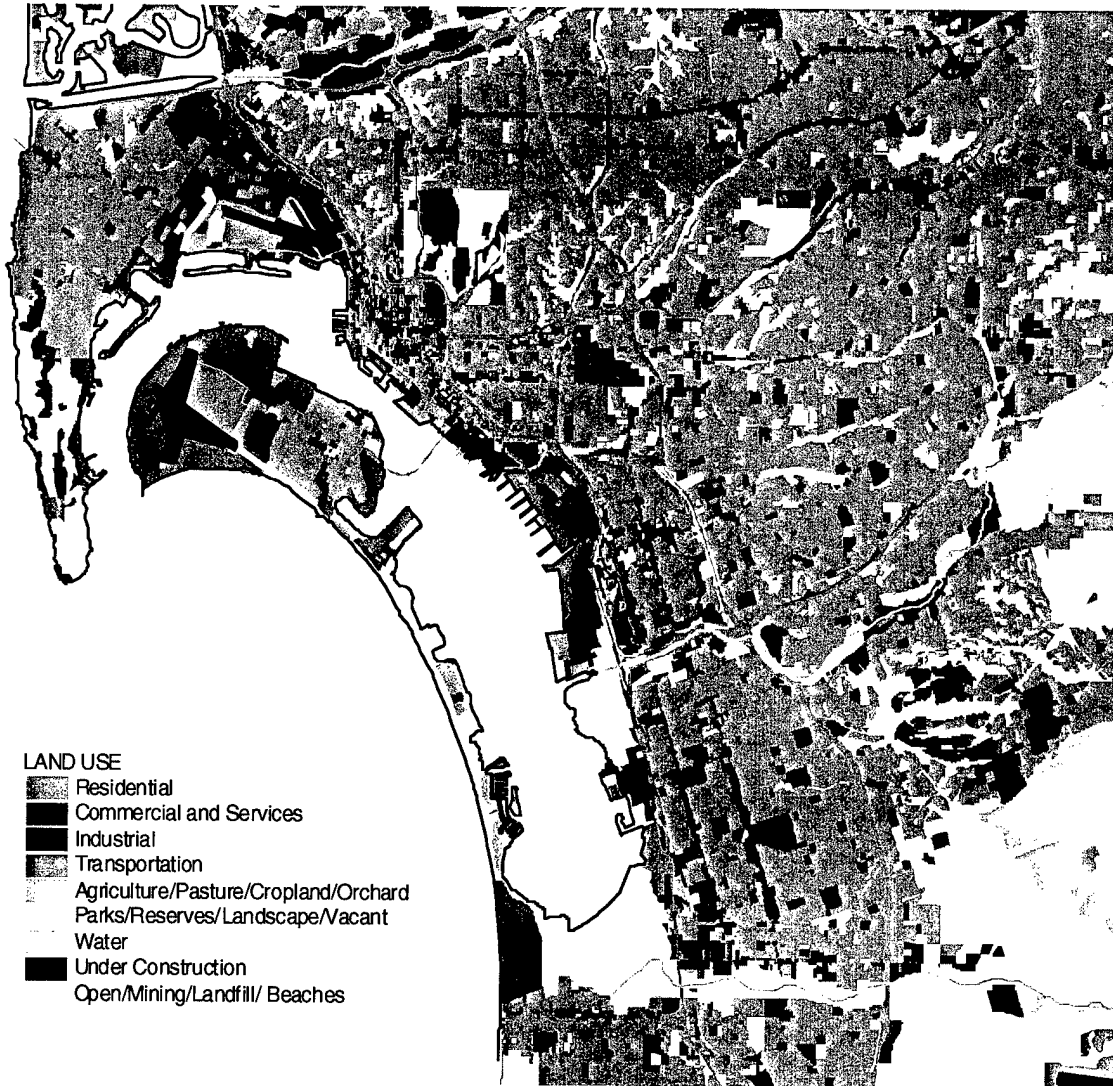 LAND USE
Residential
Commercial and Services
Industrial
Transportation
Agriculture/Pasture/Cropland/Orchard
Parks/Reserves/Landscape/Vacant
Water
Under Construction
Open/Mining/Landfill/ Beaches